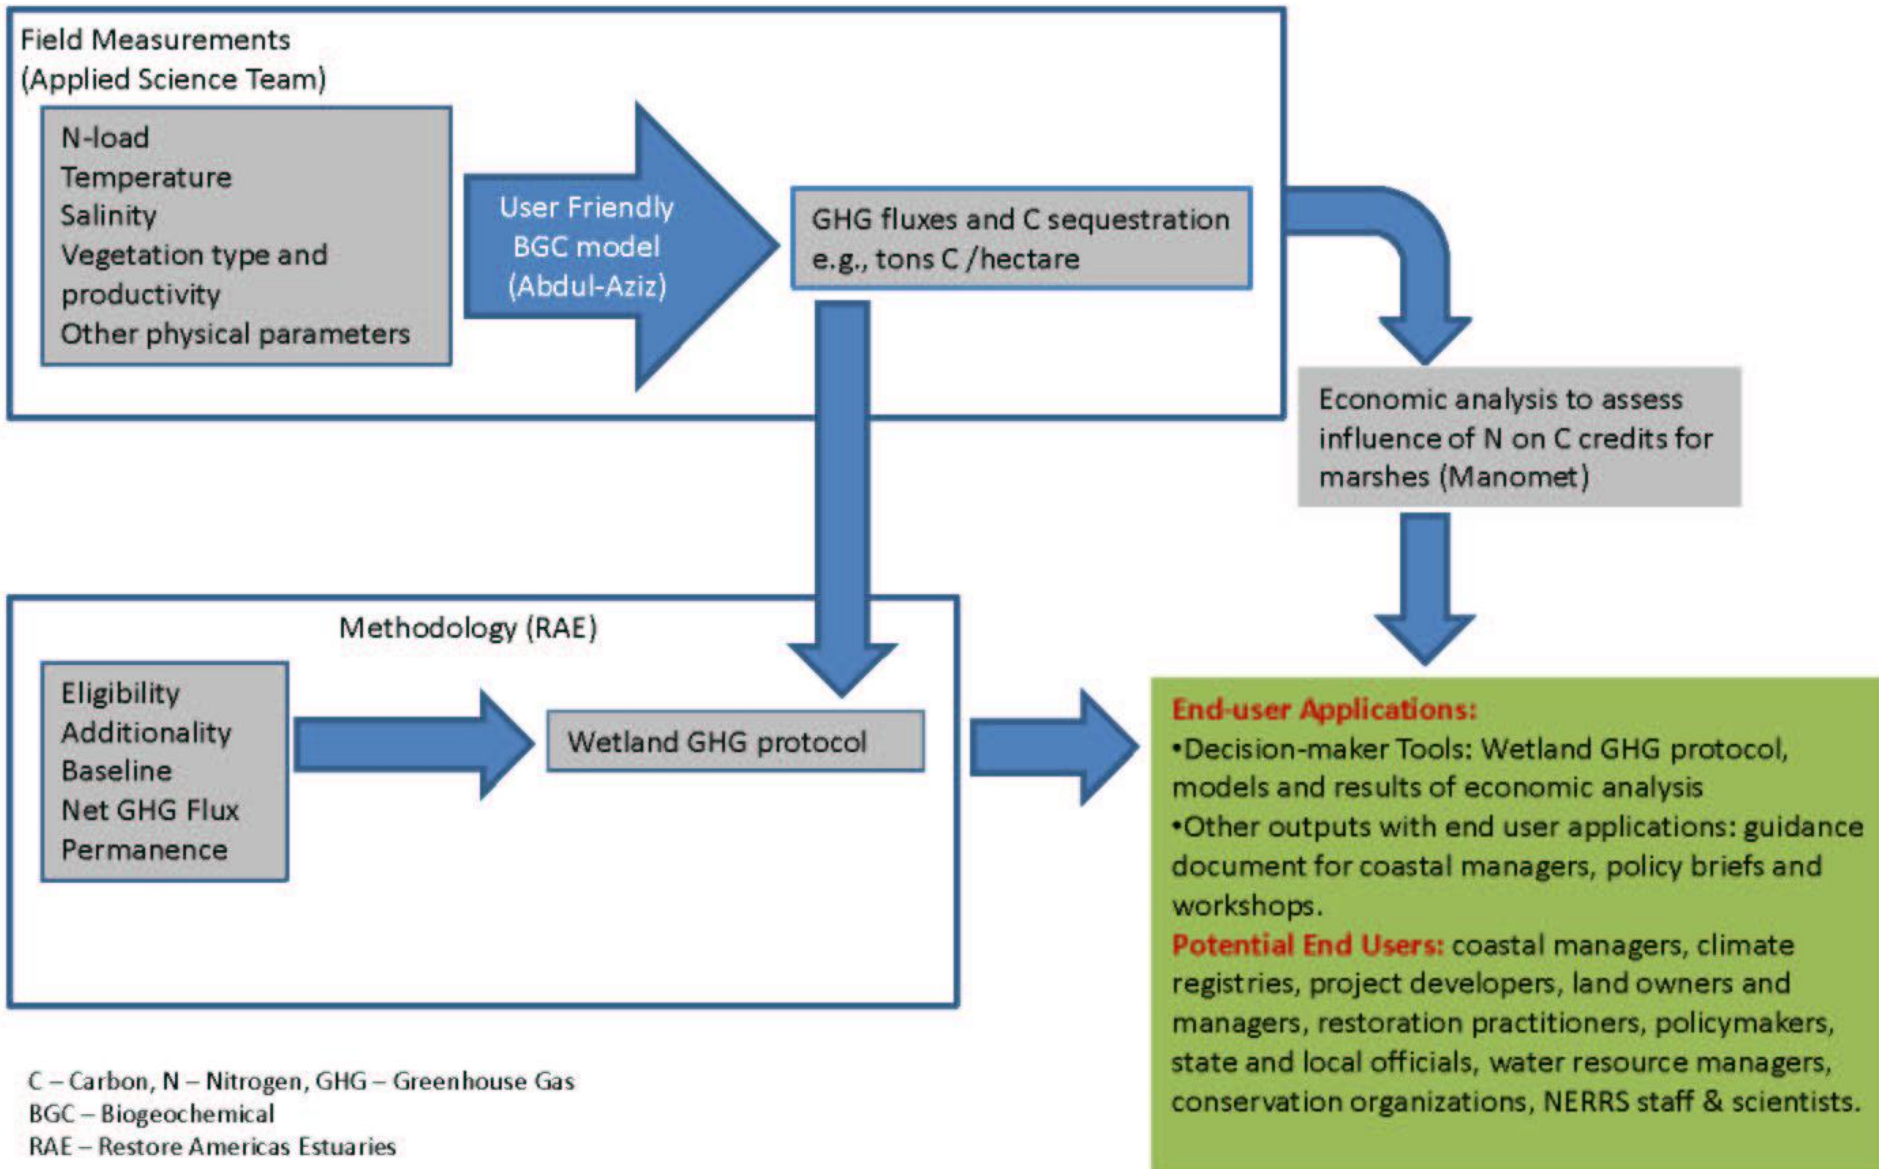 Field Measurements
(Applied Science Team)
N-load
Temperature
Salinity
Vegetation type and
productivity
Other physical parameters
User Friendly
BGC model
(Abdul-Aziz)
GHG fluxes and C sequestration
e.g., tons C /hectare
Economic analysis to assess
influence of N on C credits for
marshes (Manomet)
Methodology (RAE)
Eligibility
Additionality
Baseline
Net GHG Flux
Permanence
Wetland GHG protocol
End-user Applications:
•Decision-maker Tools: Wetland GHG protocol,
models and results of economic analysis
•Other outputs with end user applications: guidance
document for coastal managers, policy briefs and
workshops.
Potential End Users: coastal managers, climate
registries, project developers, land owners and
managers, restoration practitioners, policymakers,
state and local officials, water resource managers,
conservation organizations, NERRS staff & scientists.
C – Carbon, N – Nitrogen, GHG – Greenhouse Gas
BGC – Biogeochemical
RAE – Restore Americas Estuaries